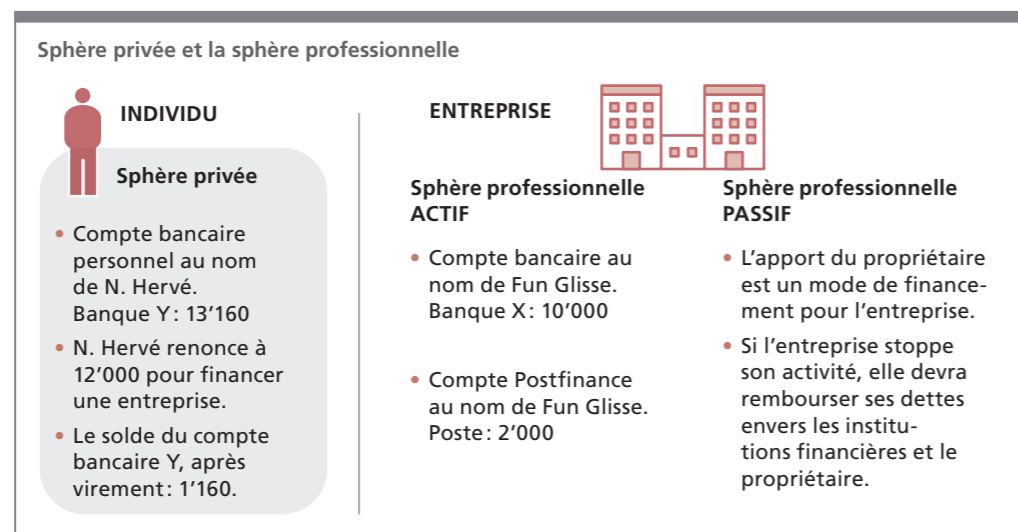 Sphère privée et la sphère professionnelle
INDIVIDU
Sphère privée
• Compte bancaire
personnel au nom
de N. Hervé.
Banque Y : 13’160
• N. Hervé renonce à
12’000 pour financer
une entreprise.
• Le solde du compte
bancaire Y, après
virement : 1’160.
ENTREPRISE
Sphère professionnelle
ACTIF
• Compte bancaire au
nom de Fun Glisse.
Banque X : 10’000
• Compte Postfinance
au nom de Fun Glisse.
Poste : 2’000
Sphère professionnelle
PASSIF
• L’apport du propriétaire
est un mode de finance-
ment pour l’entreprise.
• Si l’entreprise stoppe
son activité, elle devra
rembourser ses dettes
envers les institu-
tions financières et le
propriétaire.